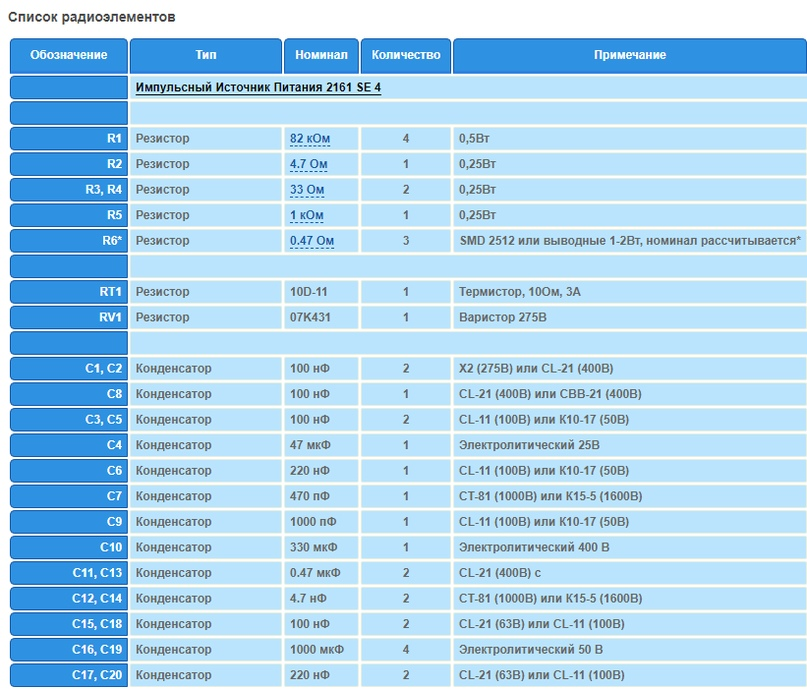 Список радиоэлементов
Обозначение Тип Номинал Количество Примечание
Импульсный Источник Питания 2161 SE 4
R1 Резистор 82 кОм 4 0,5Вт
R2 Резистор 4.7 Ом 1 0,25Вт
R3, R4 Резистор 33 Ом 2 0,25Вт
R5 Резистор 1 кОм 1 0,25Вт
R6* Резистор 0.47 Ом 3 SMD 2512 или выводные 1-2Вт, номинал рассчитывается*
RT1 Резистор 10D-11 1 Термистор, 10Ом, 3А
RV1 Резистор 07K431 1 Варистор 275В
C1, C2 Конденсатор 100 нФ 2 X2 (275В) или CL-21 (400В)
C8 Конденсатор 100 нФ 1 CL-21 (400В) или CBB-21 (400В)
C3, C5 Конденсатор 100 нФ 2 CL-11 (100В) или К10-17 (50В)
C4 Конденсатор 47 мкФ 1 Электролитический 25В
C6 Конденсатор 220 нФ 1 CL-11 (100В) или К10-17 (50В)
C7 Конденсатор 470 пФ 1 CT-81 (1000В) или К15-5 (1600В)
C9 Конденсатор 1000 пФ 1 CL-11 (100В) или К10-17 (50В)
C10 Конденсатор 330 мкФ 1 Электролитический 400 В
C11, C13 Конденсатор 0.47 мкФ 2 CL-21 (400В) с
C12, C14 Конденсатор 4.7 нФ 2 CT-81 (1000В) или К15-5 (1600В)
C15, C18 Конденсатор 100 нФ 2 CL-21 (63В) или CL-11 (100В)
C16, C19 Конденсатор 1000 мкФ 4 Электролитический 50 В
C17, C20 Конденсатор 220 нФ 2 CL-21 (63В) или CL-11 (100В)